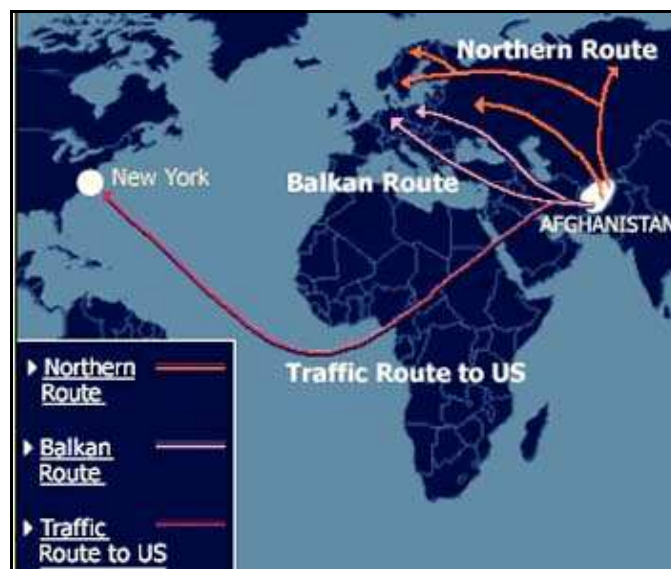 Northern Route
New York
Balkan Route
AFGHANISTAN
Traffic Route to US
Northern
Route
Balkan
Route
Traffic
Route to US